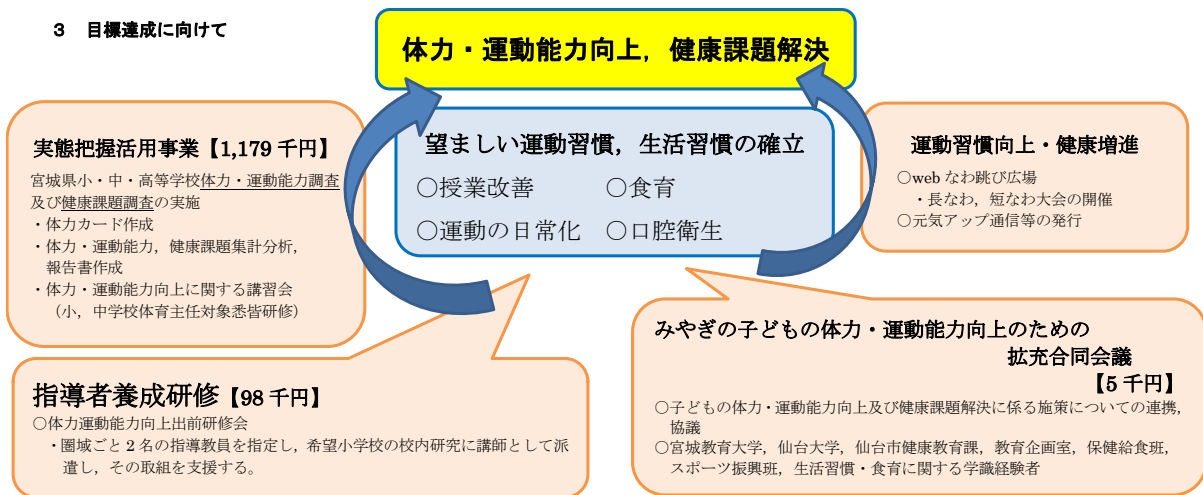 ３　目標達成に向けて
体力・運動能力向上，健康課題解決
望ましい運動習慣，生活習慣の確立
○授業改善　○食育
○運動の日常化　○口腔衛生
実態把握活用事業【1,179 千円】
宮城県小・中・高等学校体力・運動能力調査
及び健康課題調査の実施
・体力カード作成
・体力・運動能力，健康課題集計分析，
報告書作成
・体力・運動能力向上に関する講習会
（小，中学校体育主任対象悉皆研修）
運動習慣向上・健康増進
○web なわ跳び広場
・長なわ，短なわ大会の開催
○元気アップ通信等の発行
指導者養成研修【98 千円】
○体力運動能力向上出前研修会
・圏域ごと 2 名の指導教員を指定し，希望小学校の校内研究に講師として派
遣し，その取組を支援する。
みやぎの子どもの体力・運動能力向上のための
拡充合同会議
【5 千円】
○子どもの体力・運動能力向上及び健康課題解決に係る施策についての連携，
協議
○宮城教育大学，仙台大学，仙台市健康教育課，教育企画室，保健給食班，
スポーツ振興班，生活習慣・食育に関する学識経験者